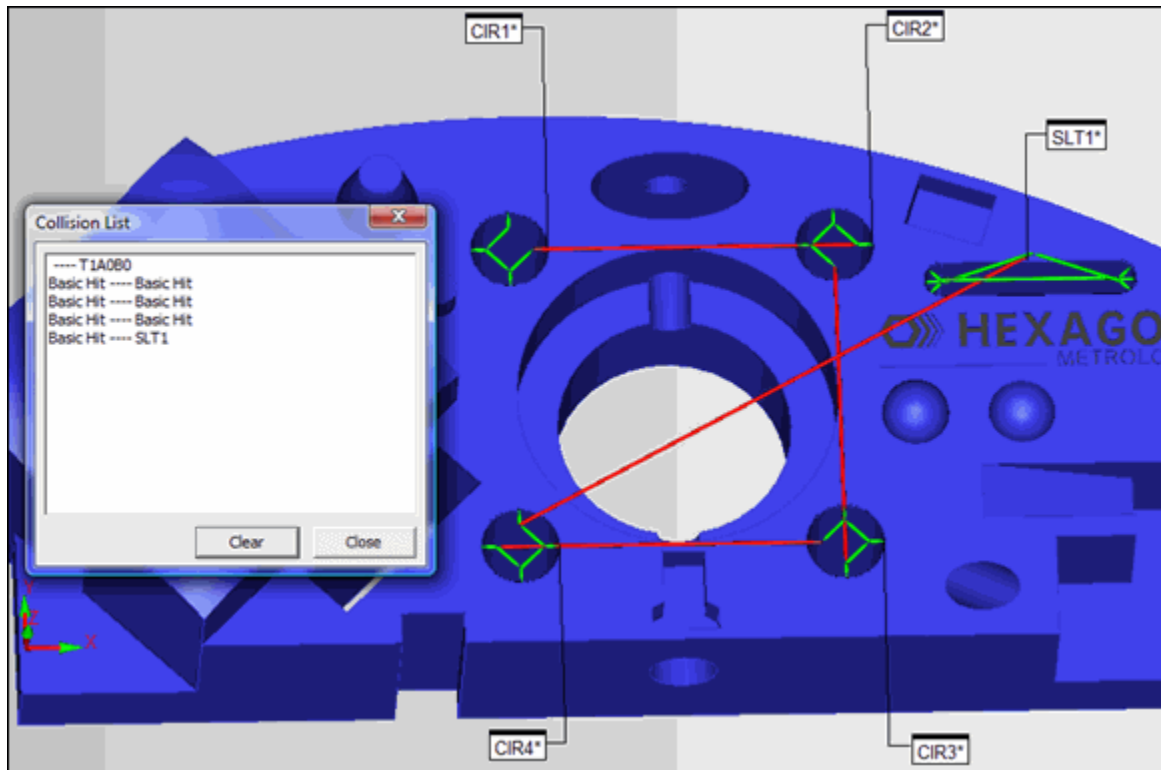 CIR1*
CIR2*
SLT1*
Collision List
---- T1A0B0
Basic Hit ---- Basic Hit
Basic Hit ---- Basic Hit
Basic Hit ---- Basic Hit
Basic Hit ---- SLT1
HEXAGO
METROLO
Clear
Close
Y
Z
X
CIR4*
CIR3*